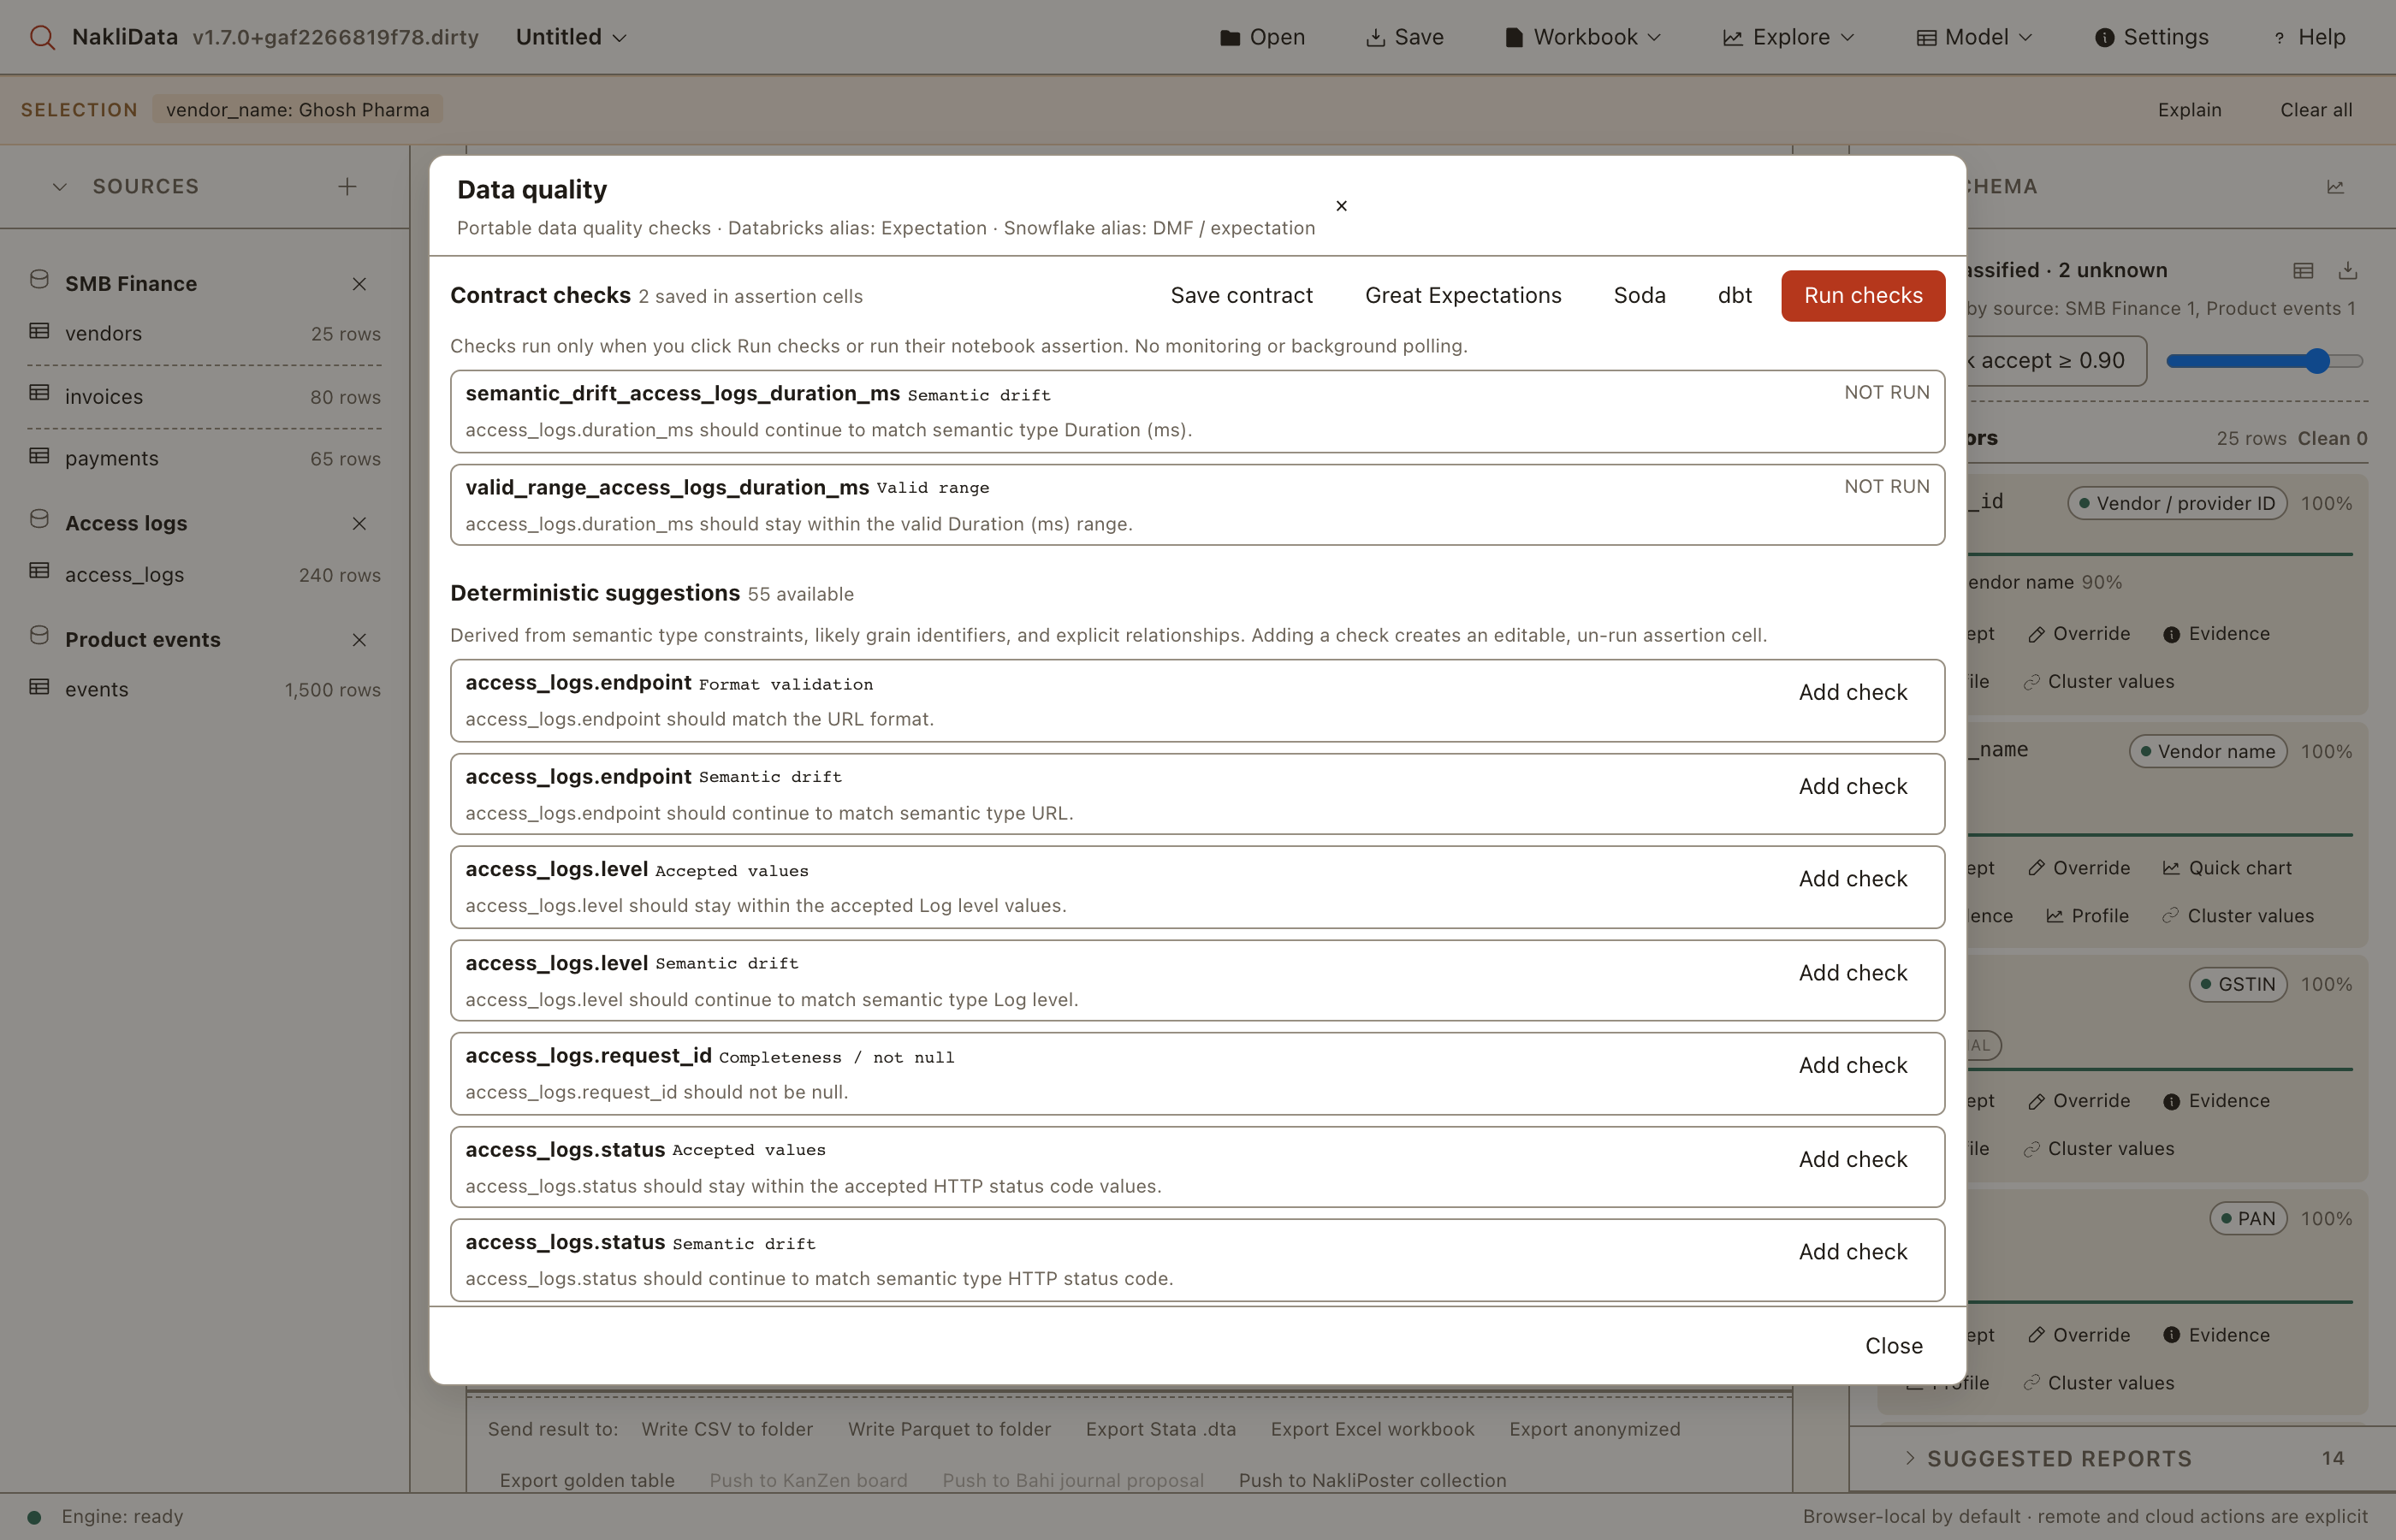 NakliData v1.7.0+gaf2266819f78.dirty Untitled Open Save Workbook Explore Model Settings ? Help
SELECTION vendor_name: Ghosh Pharma Explain Clear all
SOURCES
SMB Finance
vendors 25 rows
invoices 80 rows
payments 65 rows
Access logs
access_logs 240 rows
Product events
events 1,500 rows
Data quality
Portable data quality checks · Databricks alias: Expectation · Snowflake alias: DMF / expectation
Contract checks 2 saved in assertion cells Save contract Great Expectations Soda dbt Run checks
Checks run only when you click Run checks or run their notebook assertion. No monitoring or background polling.
semantic_drift_access_logs_duration_ms Semantic drift NOT RUN
access_logs.duration_ms should continue to match semantic type Duration (ms).
valid_range_access_logs_duration_ms Valid range NOT RUN
access_logs.duration_ms should stay within the valid Duration (ms) range.
Deterministic suggestions 55 available
Derived from semantic type constraints, likely grain identifiers, and explicit relationships. Adding a check creates an editable, un-run assertion cell.
access_logs.endpoint Format validation Add check
access_logs.endpoint should match the URL format.
access_logs.endpoint Semantic drift Add check
access_logs.endpoint should continue to match semantic type URL.
access_logs.level Accepted values Add check
access_logs.level should stay within the accepted Log level values.
access_logs.level Semantic drift Add check
access_logs.level should continue to match semantic type Log level.
access_logs.request_id Completeness / not null Add check
access_logs.request_id should not be null.
access_logs.status Accepted values Add check
access_logs.status should stay within the accepted HTTP status code values.
access_logs.status Semantic drift Add check
access_logs.status should continue to match semantic type HTTP status code.
Close
CHEMA
assified · 2 unknown
by source: SMB Finance 1, Product events 1
k accept ≥ 0.90
ors 25 rows Clean 0
_id Vendor / provider ID 100%
endor name 90%
ept Override Evidence
ile Cluster values
_name Vendor name 100%
ept Override Quick chart
ence Profile Cluster values
GSTIN 100%
IAL
ept Override Evidence
ile Cluster values
PAN 100%
ept Override Evidence
Profile Cluster values
SUGGESTED REPORTS 14
Send result to: Write CSV to folder Write Parquet to folder Export Stata .dta Export Excel workbook Export anonymized
Export golden table Push to KanZen board Push to Bahi journal proposal Push to NakliPoster collection
Engine: ready Browser-local by default · remote and cloud actions are explicit